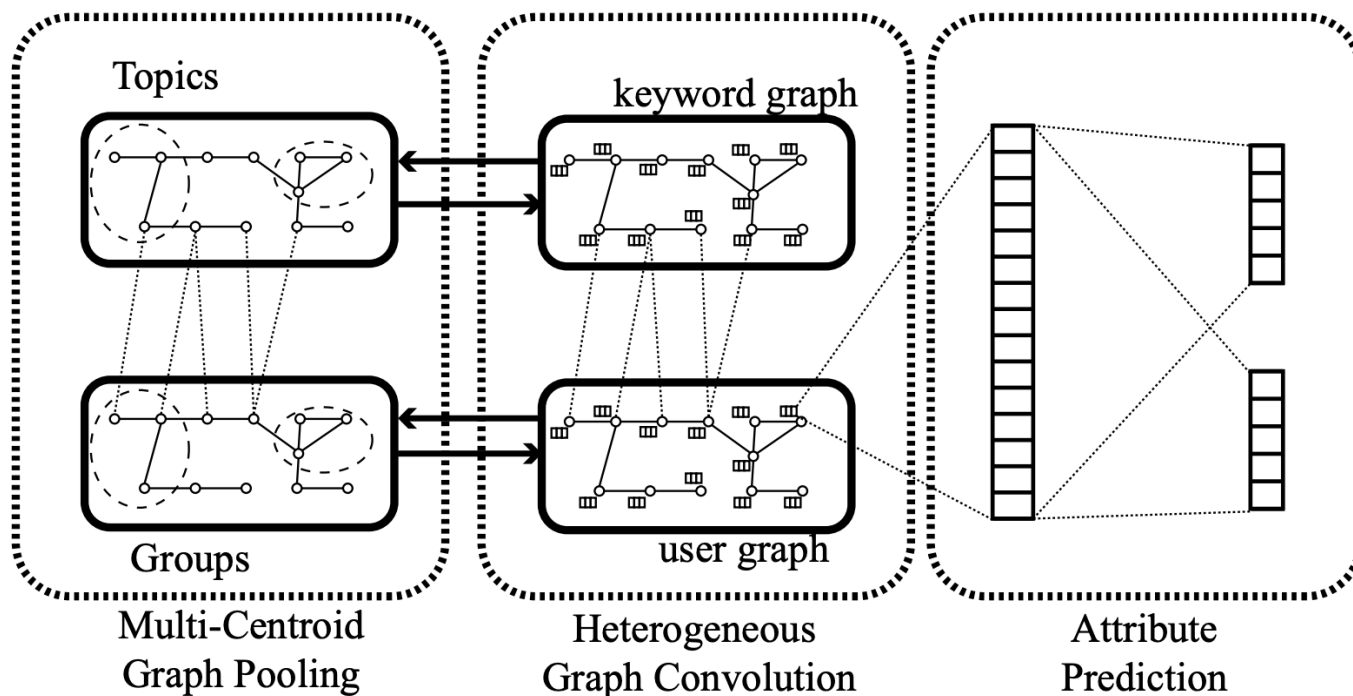 Topics
Groups
Multi-Centroid
Graph Pooling
keyword graph
user graph
Heterogeneous
Graph Convolution
Attribute
Prediction